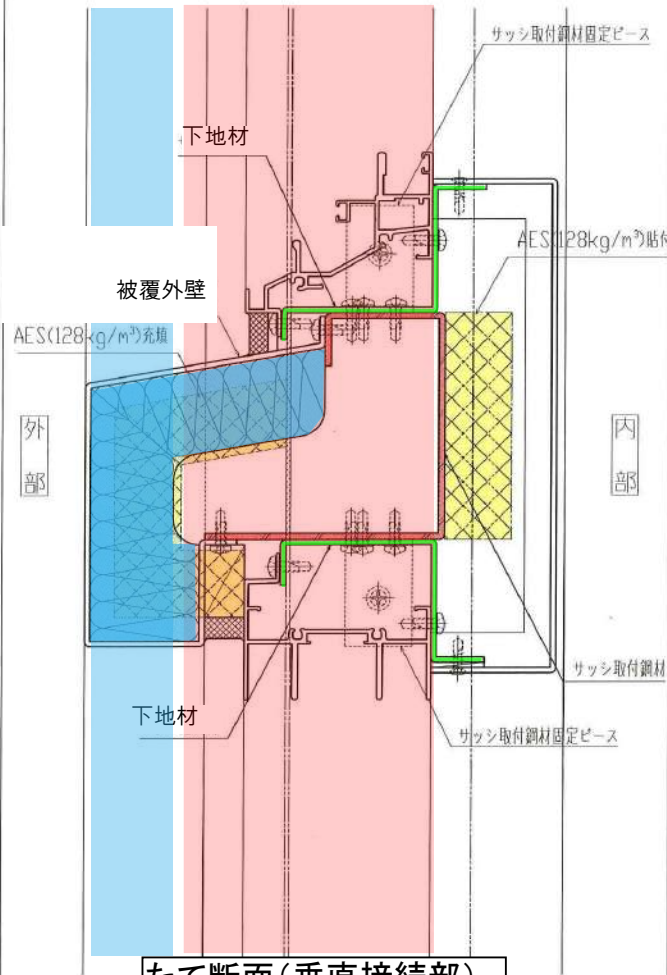 サッシ取付鋼材固定ピース
下地材
AES(128kg/m³)貼付
被覆外壁
AES(128kg/m³)充填
外部
内部
サッシ取付鋼材
下地材
サッシ取付鋼材固定ピース
たて断面(垂直接続部)